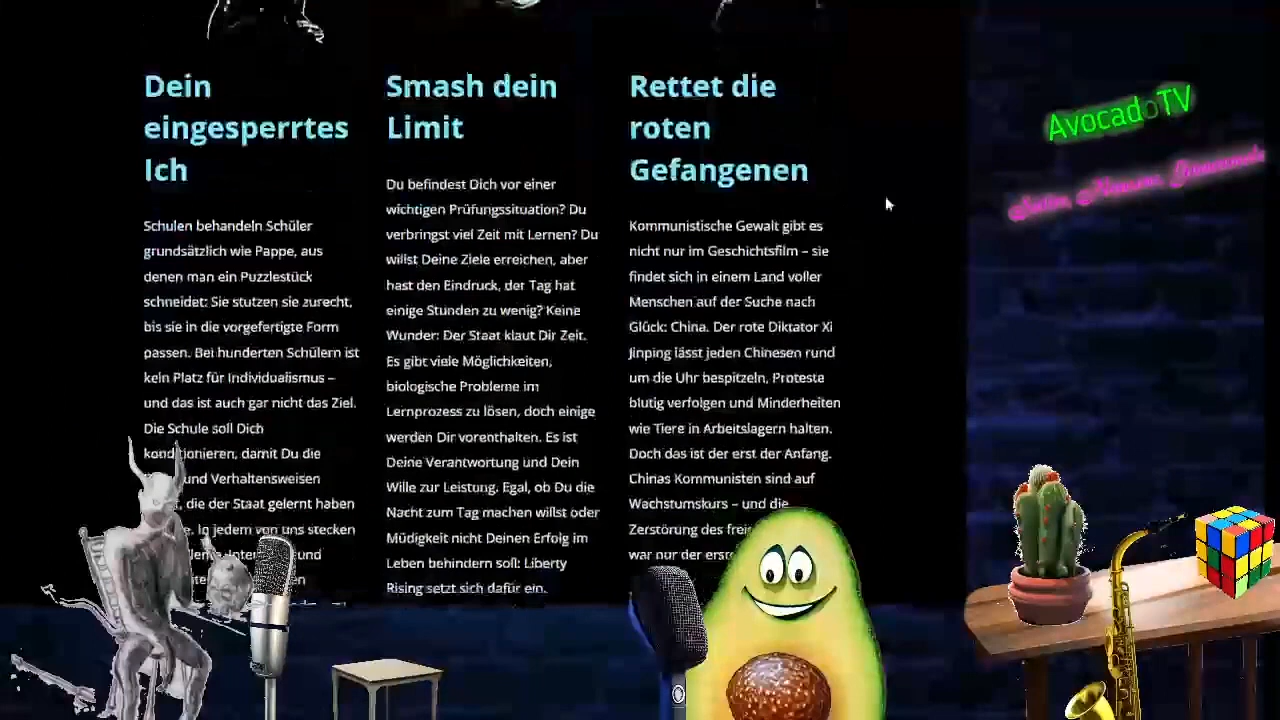 Dein
eingesperrtes
Ich
Schulen behandeln Schüler
grundsätzlich wie Pappe, aus
denen man ein Puzzlestück
schneidet: Sie stutzen sie zurecht,
bis sie in die vorgefertigte Form
passen. Bei hunderten Schülern ist
kein Platz für Individualismus –
und das ist auch gar nicht das Ziel.
Die Schule soll Dich
konditionieren, damit Du die
und Verhaltensweisen
die der Staat gelernt haben
In jedem von uns stecken
und
Smash dein
Limit
Du befindest Dich vor einer
wichtigen Prüfungssituation? Du
verbringst viel Zeit mit Lernen? Du
willst Deine Ziele erreichen, aber
hast den Eindruck, der Tag hat
einige Stunden zu wenig? Keine
Wunder: Der Staat klaut Dir Zeit.
Es gibt viele Möglichkeiten,
biologische Probleme im
Lernprozess zu lösen, doch einige
werden Dir vorenthalten. Es ist
Deine Verantwortung und Dein
Wille zur Leistung. Egal, ob Du die
Nacht zum Tag machen willst oder
Müdigkeit nicht Deinen Erfolg im
Leben behindern soll: Liberty
Rising setzt sich dafür ein.
Rettet die
roten
Gefangenen
Kommunistische Gewalt gibt es
nicht nur im Geschichtsfilm – sie
findet sich in einem Land voller
Menschen auf der Suche nach
Glück: China. Der rote Diktator Xi
Jinping lässt jeden Chinesen rund
um die Uhr bespitzeln, Proteste
blutig verfolgen und Minderheiten
wie Tiere in Arbeitslagern halten.
Doch das ist der erst der Anfang.
Chinas Kommunisten sind auf
Wachstumskurs – und die
Zerstörung des
war nur der
AvocadoTV